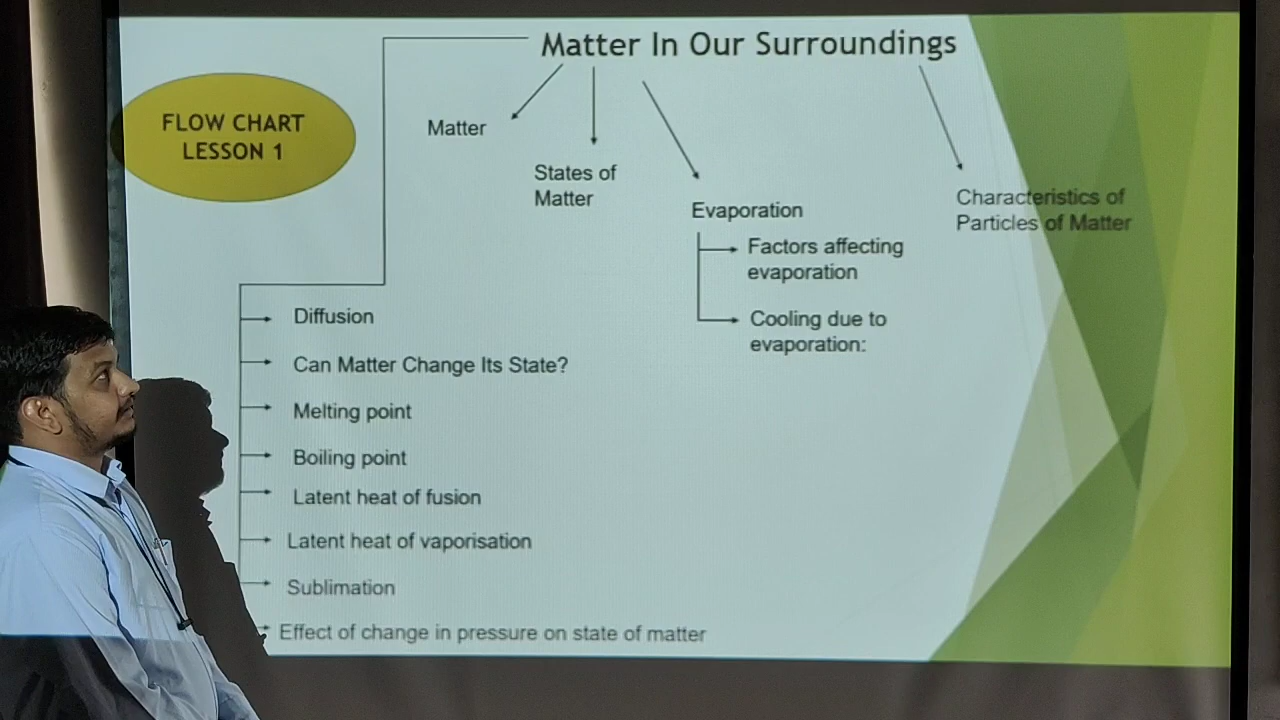 Matter In Our Surroundings
FLOW CHART
LESSON 1
Matter
States of
Matter
Evaporation
Factors affecting
evaporation
Cooling due to
evaporation:
Characteristics of
Particles of Matter
Diffusion
Can Matter Change Its State?
Melting point
Boiling point
Latent heat of fusion
Latent heat of vaporisation
Sublimation
Effect of change in pressure on state of matter